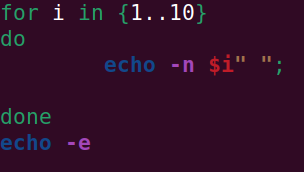 for i in {1..10}
do
        echo -n $i" ";

done
echo -e